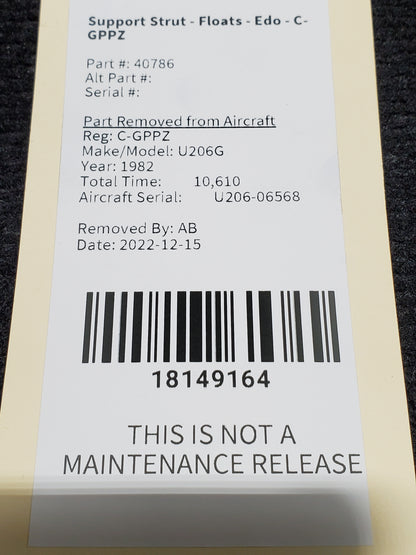 Support Strut - Floats - Edo - C-
GPPZ
Part #: 40786
Alt Part #:
Serial #:
Part Removed from Aircraft
Reg: C-GPPZ
Make/Model: U206G
Year: 1982
Total Time: 10,610
Aircraft Serial: U206-06568
Removed By: AB
Date: 2022-12-15
18149164
THIS IS NOT A
MAINTENANCE RELEASE